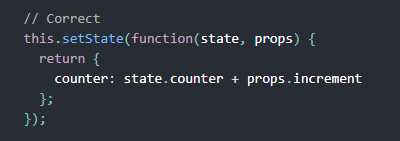 // Correct
this.setState(function(state, props) {
  return {
    counter: state.counter + props.increment
  };
});